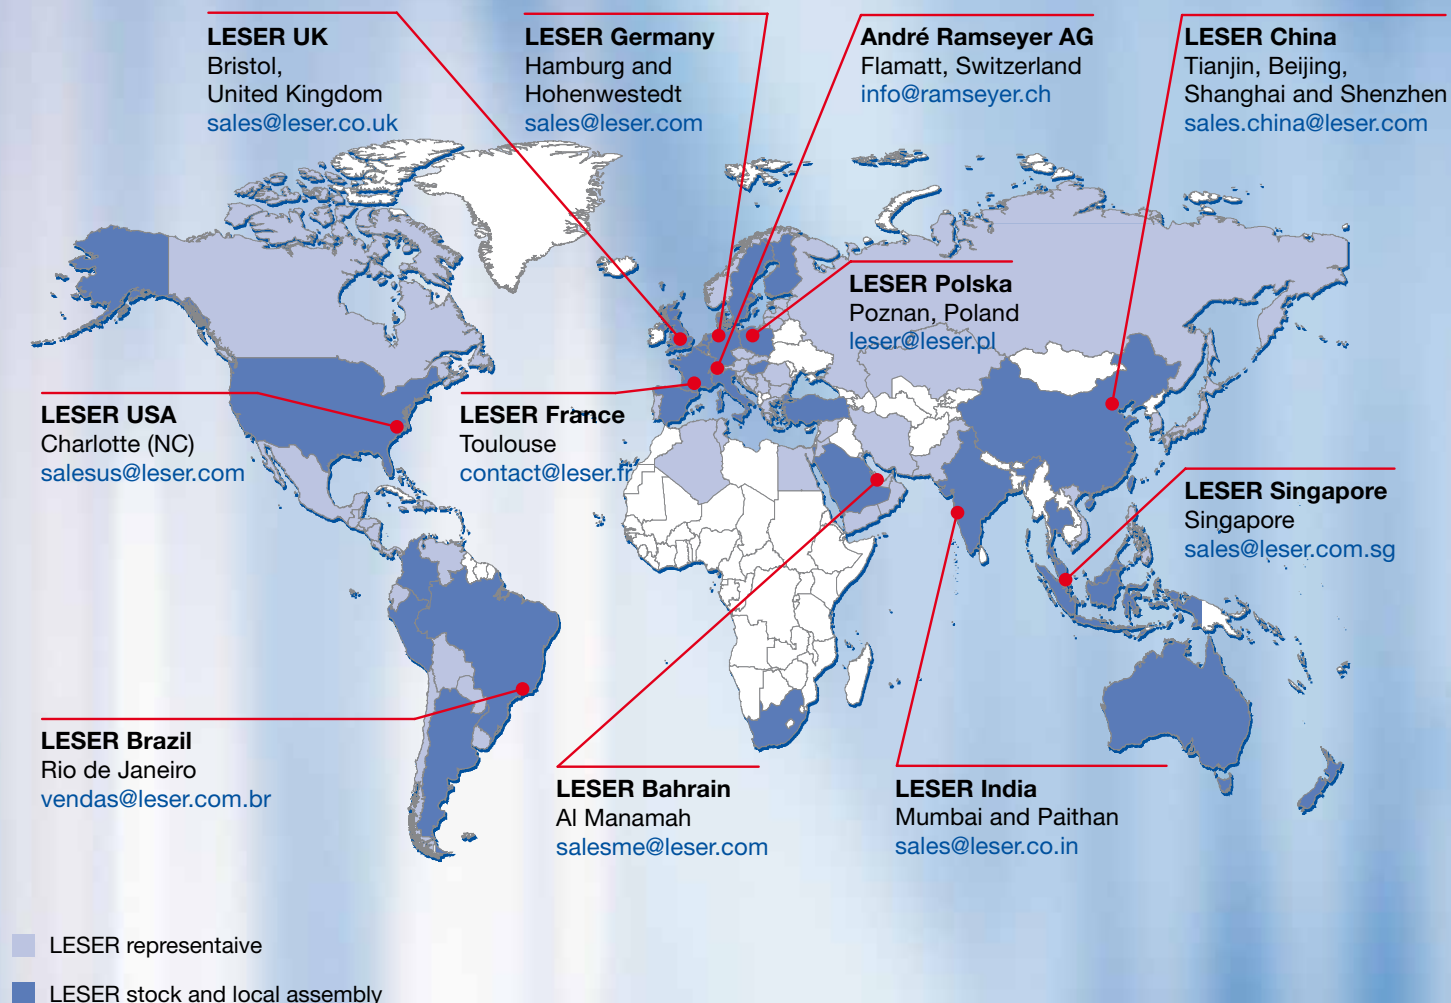 LESER UK
Bristol,
United Kingdom
sales@leser.co.uk
LESER Germany
Hamburg and
Hohenwestedt
sales@leser.com
André Ramseyer AG
Flamatt, Switzerland
info@ramseyer.ch
LESER China
Tianjin, Beijing,
Shanghai and Shenzhen
sales.china@leser.com
LESER Polska
Poznan, Poland
leser@leser.pl
LESER USA
Charlotte (NC)
salesus@leser.com
LESER France
Toulouse
contact@leser.fr
LESER Singapore
Singapore
sales@leser.com.sg
LESER Brazil
Rio de Janeiro
vendas@leser.com.br
LESER Bahrain
Al Manamah
salesme@leser.com
LESER India
Mumbai and Paithan
sales@leser.co.in
LESER representaive
LESER stock and local assembly